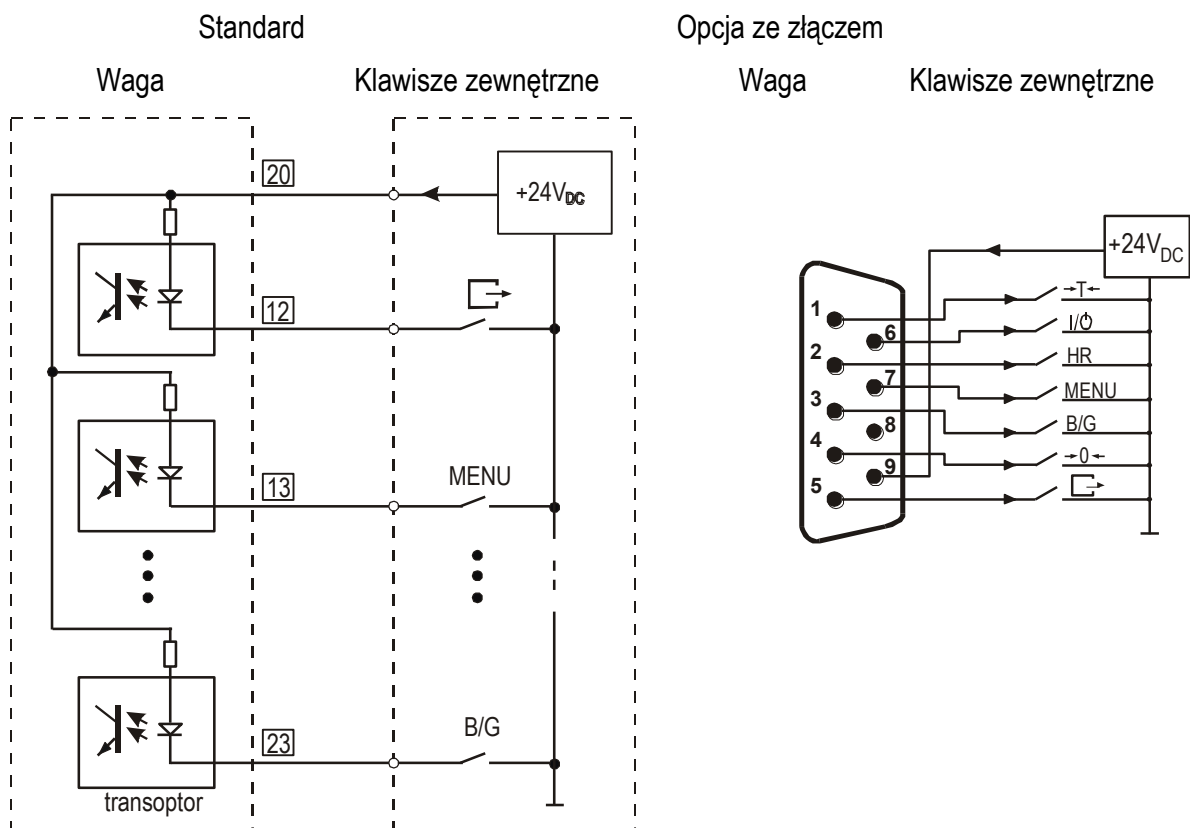 Standard
Opcja ze złączem
Waga
Klawisze zewnętrzne
Waga
Klawisze zewnętrzne
20
+24VDC
12
13
MENU
23
B/G
transoptor
+24VDC
1
→T←
6
I/⏻
2
HR
7
MENU
3
B/G
8
4
→0←
9
5